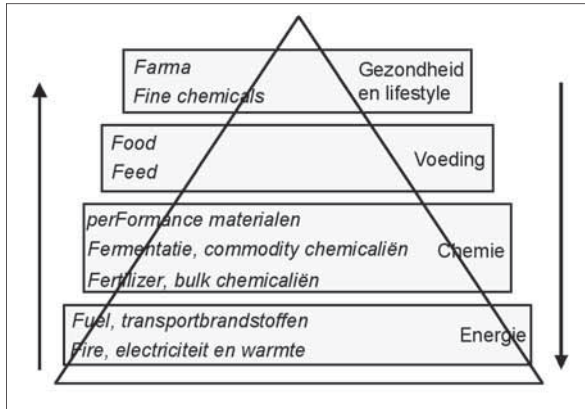 Farma
Fine chemicals
Gezondheid
en lifestyle
Food
Feed
Voeding
perFormance materialen
Fermentatie, commodity chemicaliën
Fertilizer, bulk chemicaliën
Chemie
Fuel, transportbrandstoffen
Fire, electriciteit en warmte
Energie